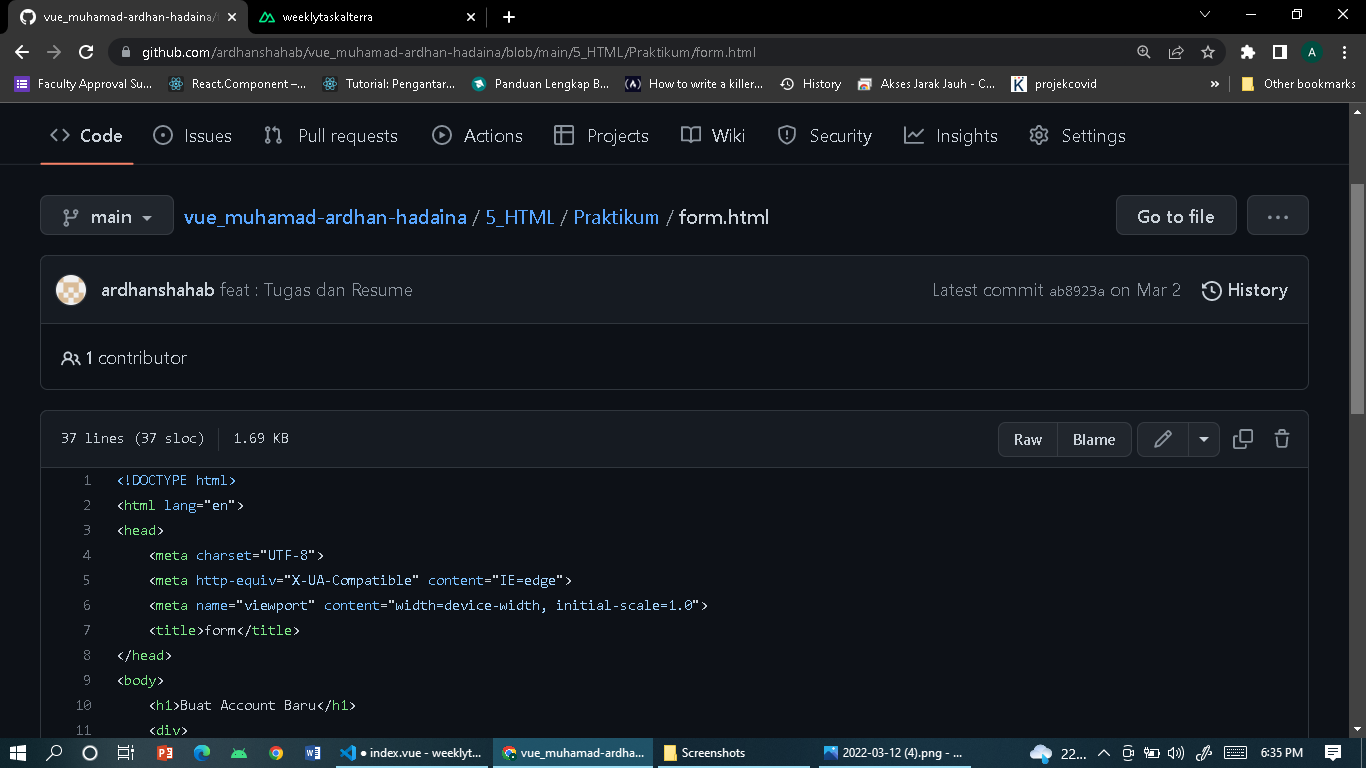 vue_muhamad-ardhan-hadaina/
weeklytaskalterra
github.com/ardhanshahab/vue_muhamad-ardhan-hadaina/blob/main/5_HTML/Praktikum/form.html
A
Faculty Approval Su... React.Component –... Tutorial: Pengantar... Panduan Lengkap B... How to write a killer... History Akses Jarak Jauh - C... projekcovid » Other bookmarks
Code Issues Pull requests Actions Projects Wiki Security Insights Settings
main vue_muhamad-ardhan-hadaina / 5_HTML / Praktikum / form.html Go to file ...
ardhanshahab feat : Tugas dan Resume Latest commit ab8923a on Mar 2 History
1 contributor
37 lines (37 sloc) 1.69 KB Raw Blame
1 <!DOCTYPE html>
2 <html lang="en">
3 <head>
4 <meta charset="UTF-8">
5 <meta http-equiv="X-UA-Compatible" content="IE=edge">
6 <meta name="viewport" content="width=device-width, initial-scale=1.0">
7 <title>form</title>
8 </head>
9 <body>
10 <h1>Buat Account Baru</h1>
11 <div>
● index.vue - weeklyt... vue_muhamad-ardha... Screenshots 2022-03-12 (4).png - ... 22... 6:35 PM